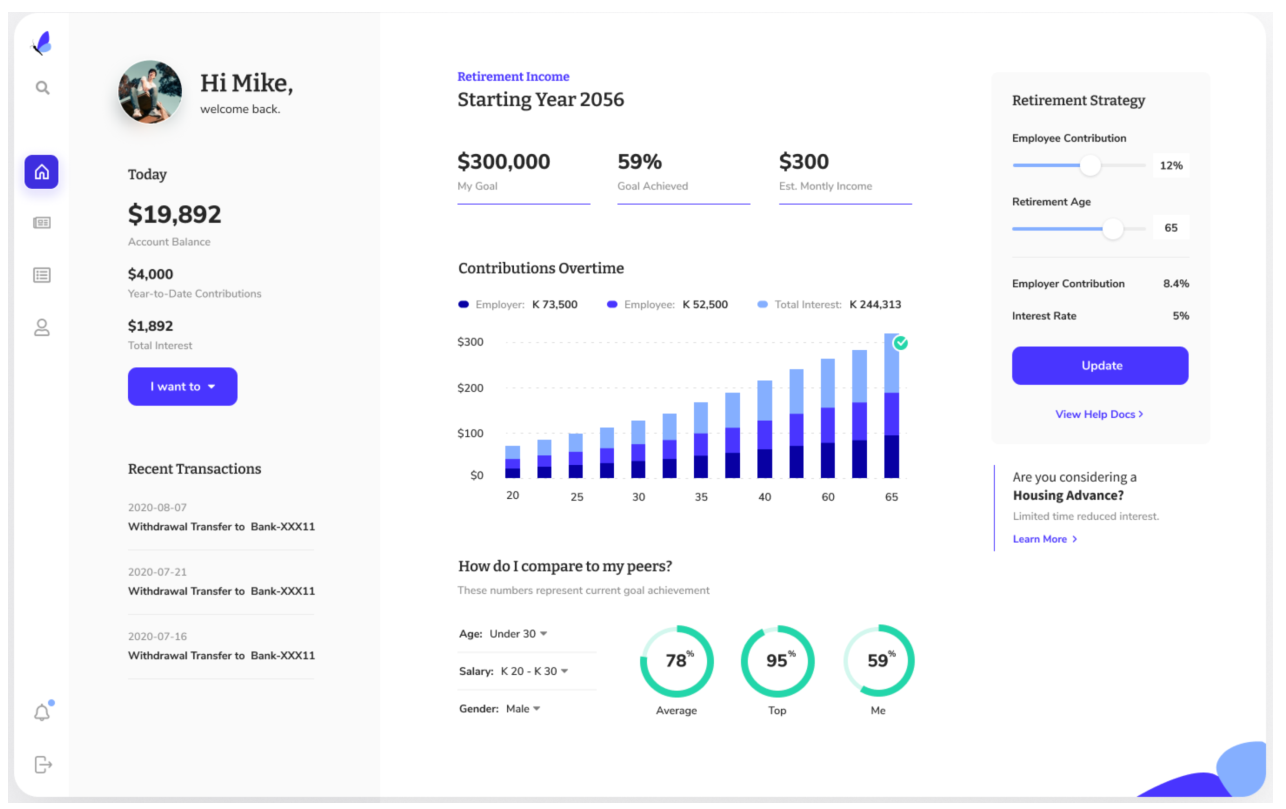 Hi Mike,
welcome back.
Today
$19,892
Account Balance
$4,000
Year-to-Date Contributions
$1,892
Total Interest
I want to
Recent Transactions
2020-08-07
Withdrawal Transfer to Bank-XXX11
2020-07-21
Withdrawal Transfer to Bank-XXX11
2020-07-16
Withdrawal Transfer to Bank-XXX11
Retirement Income
Starting Year 2056
$300,000 59% $300
My Goal Goal Achieved Est. Montly Income
Contributions Overtime
Employer: K 73,500 Employee: K 52,500 Total Interest: K 244,313
$300
$200
$100
$0
20 25 30 35 40 60 65
How do I compare to my peers?
These numbers represent current goal achievement
Age: Under 30
Salary: K 20 - K 30
Gender: Male
78% 95% 59%
Average Top Me
Retirement Strategy
Employee Contribution
12%
Retirement Age
65
Employer Contribution 8.4%
Interest Rate 5%
Update
View Help Docs >
Are you considering a
Housing Advance?
Limited time reduced interest.
Learn More >